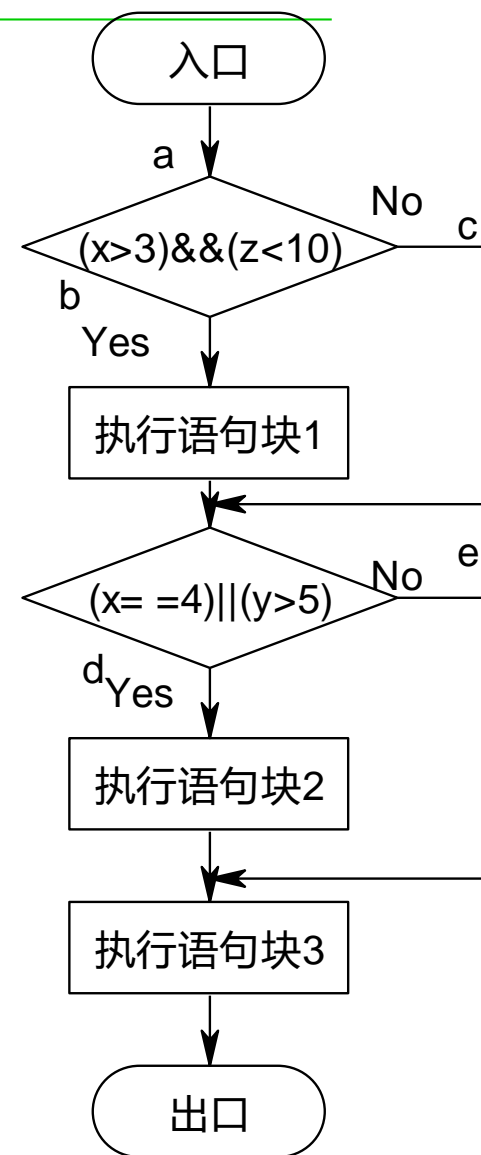 入口
a
No
c
(x>3)&&(z<10)
b
Yes
执行语句块1
e
No
(x= =4)||(y>5)
d
Yes
执行语句块2
执行语句块3
出口